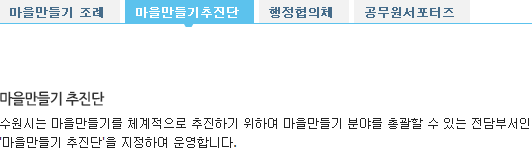 마을만들기 조례 마을만들기추진단 행정협의체 공무원서포터즈
마을만들기 추진단
수원시는 마을만들기를 체계적으로 추진하기 위하여 마을만들기 분야를 총괄할 수 있는 전담부서인
'마을만들기 추진단'을 지정하여 운영합니다.